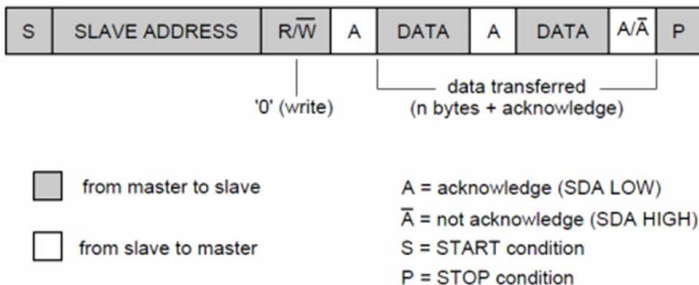 S SLAVE ADDRESS R/W̅ A DATA A DATA A/A̅ P
'0' (write)
data transferred
(n bytes + acknowledge)
from master to slave
from slave to master
A = acknowledge (SDA LOW)
A̅ = not acknowledge (SDA HIGH)
S = START condition
P = STOP condition